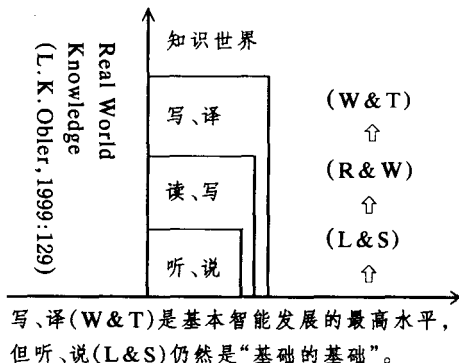 Real World
Knowledge
(L.K.Obler,1999:129)
知识世界
写、译
读、写
听、说
(W&T)
⇧
(R&W)
⇧
(L&S)
⇧
写、译(W&T)是基本智能发展的最高水平,
但听、说(L&S)仍然是“基础的基础”。